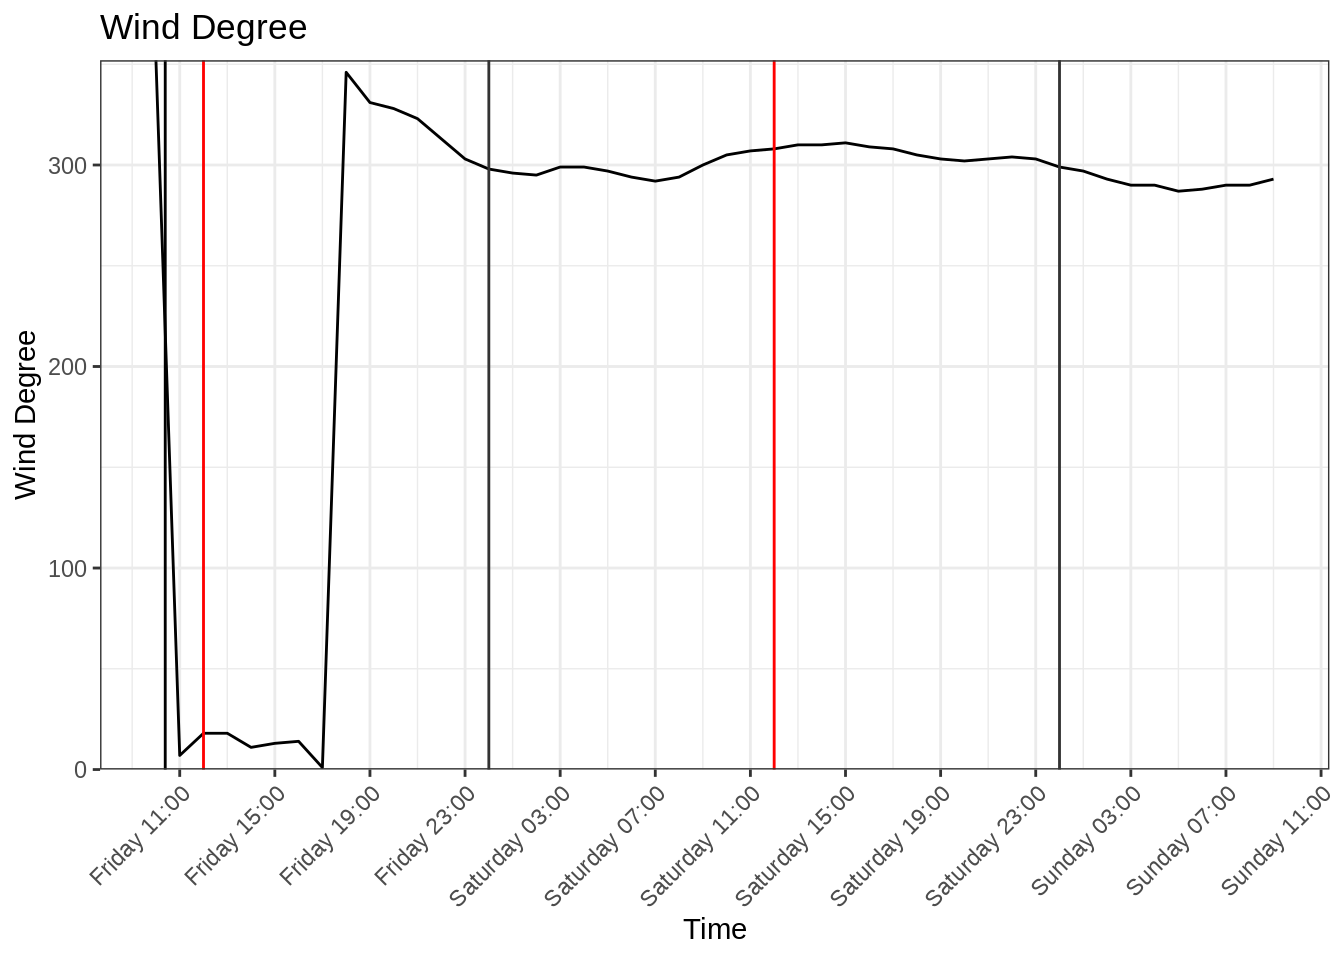 Wind Degree
Wind Degree
300
200
100
0
Friday 11:00
Friday 15:00
Friday 19:00
Friday 23:00
Saturday 03:00
Saturday 07:00
Saturday 11:00
Saturday 15:00
Saturday 19:00
Saturday 23:00
Sunday 03:00
Sunday 07:00
Sunday 11:00
Time